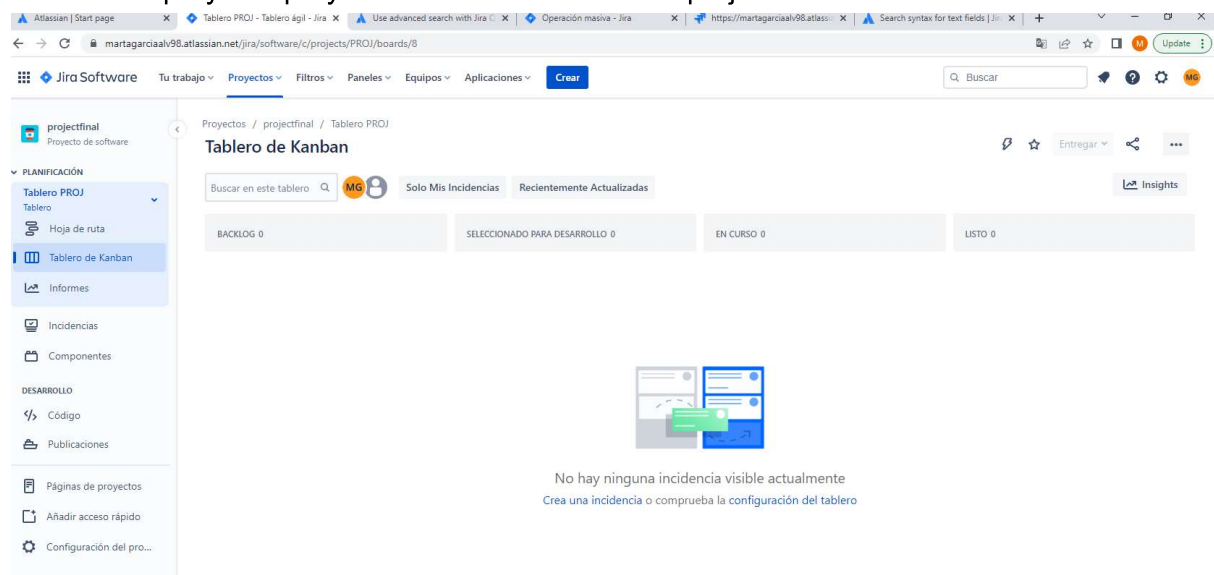 Atlassian | Start page
Tablero PROJ - Tablero ágil - Jira
Use advanced search with Jira
Operación masiva - Jira
https://martagarciaalv98.atlassi
Search syntax for text fields | Jir
martagarciaalv98.atlassian.net/jira/software/c/projects/PROJ/boards/8
M
Update
Jira Software
Tu trabajo
Proyectos
Filtros
Paneles
Equipos
Aplicaciones
Crear
Buscar
MG
projectfinal
Proyecto de software
PLANIFICACIÓN
Tablero PROJ
Tablero
Hoja de ruta
Tablero de Kanban
Informes
Incidencias
Componentes
DESARROLLO
Código
Publicaciones
Páginas de proyectos
Añadir acceso rápido
Configuración del pro...
Proyectos / projectfinal / Tablero PROJ
Tablero de Kanban
Entregar
Buscar en este tablero
MG
Solo Mis Incidencias
Recientemente Actualizadas
Insights
BACKLOG 0
SELECCIONADO PARA DESARROLLO 0
EN CURSO 0
LISTO 0
No hay ninguna incidencia visible actualmente
Crea una incidencia o comprueba la configuración del tablero